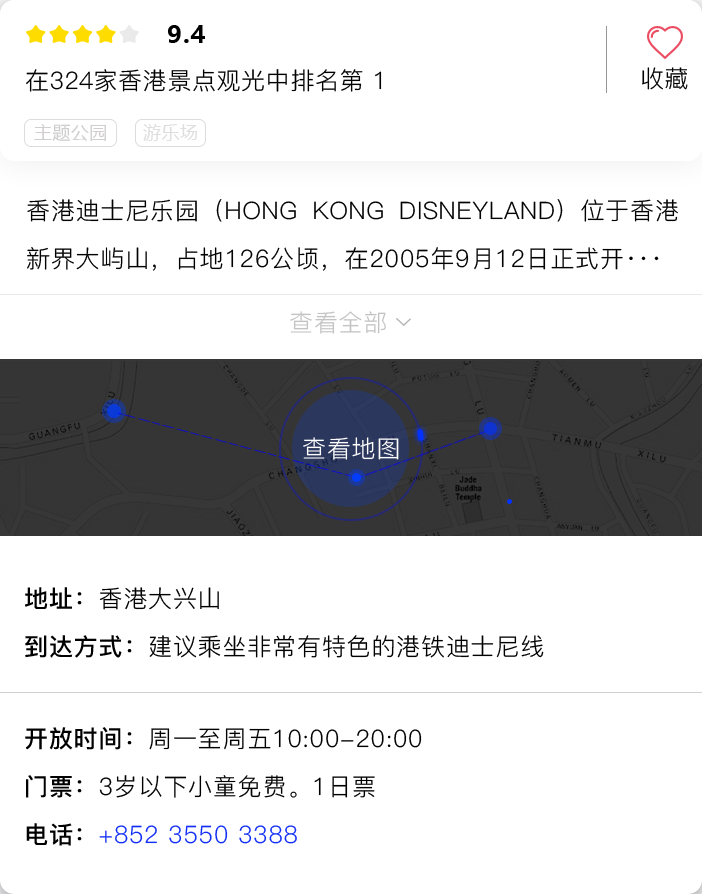 9.4
在324家香港景点观光中排名第 1
收藏
主题公园
游乐场
香港迪士尼乐园（HONG KONG DISNEYLAND）位于香港
新界大屿山，占地126公顷，在2005年9月12日正式开···
查看全部
GUANGFU
LU
PUTUO LU
LU
TIANMU XILU
查看地图
Jade
Buddha
Temple
地址：香港大兴山
到达方式：建议乘坐非常有特色的港铁迪士尼线
开放时间：周一至周五10:00-20:00
门票：3岁以下小童免费。1日票
电话：+852 3550 3388